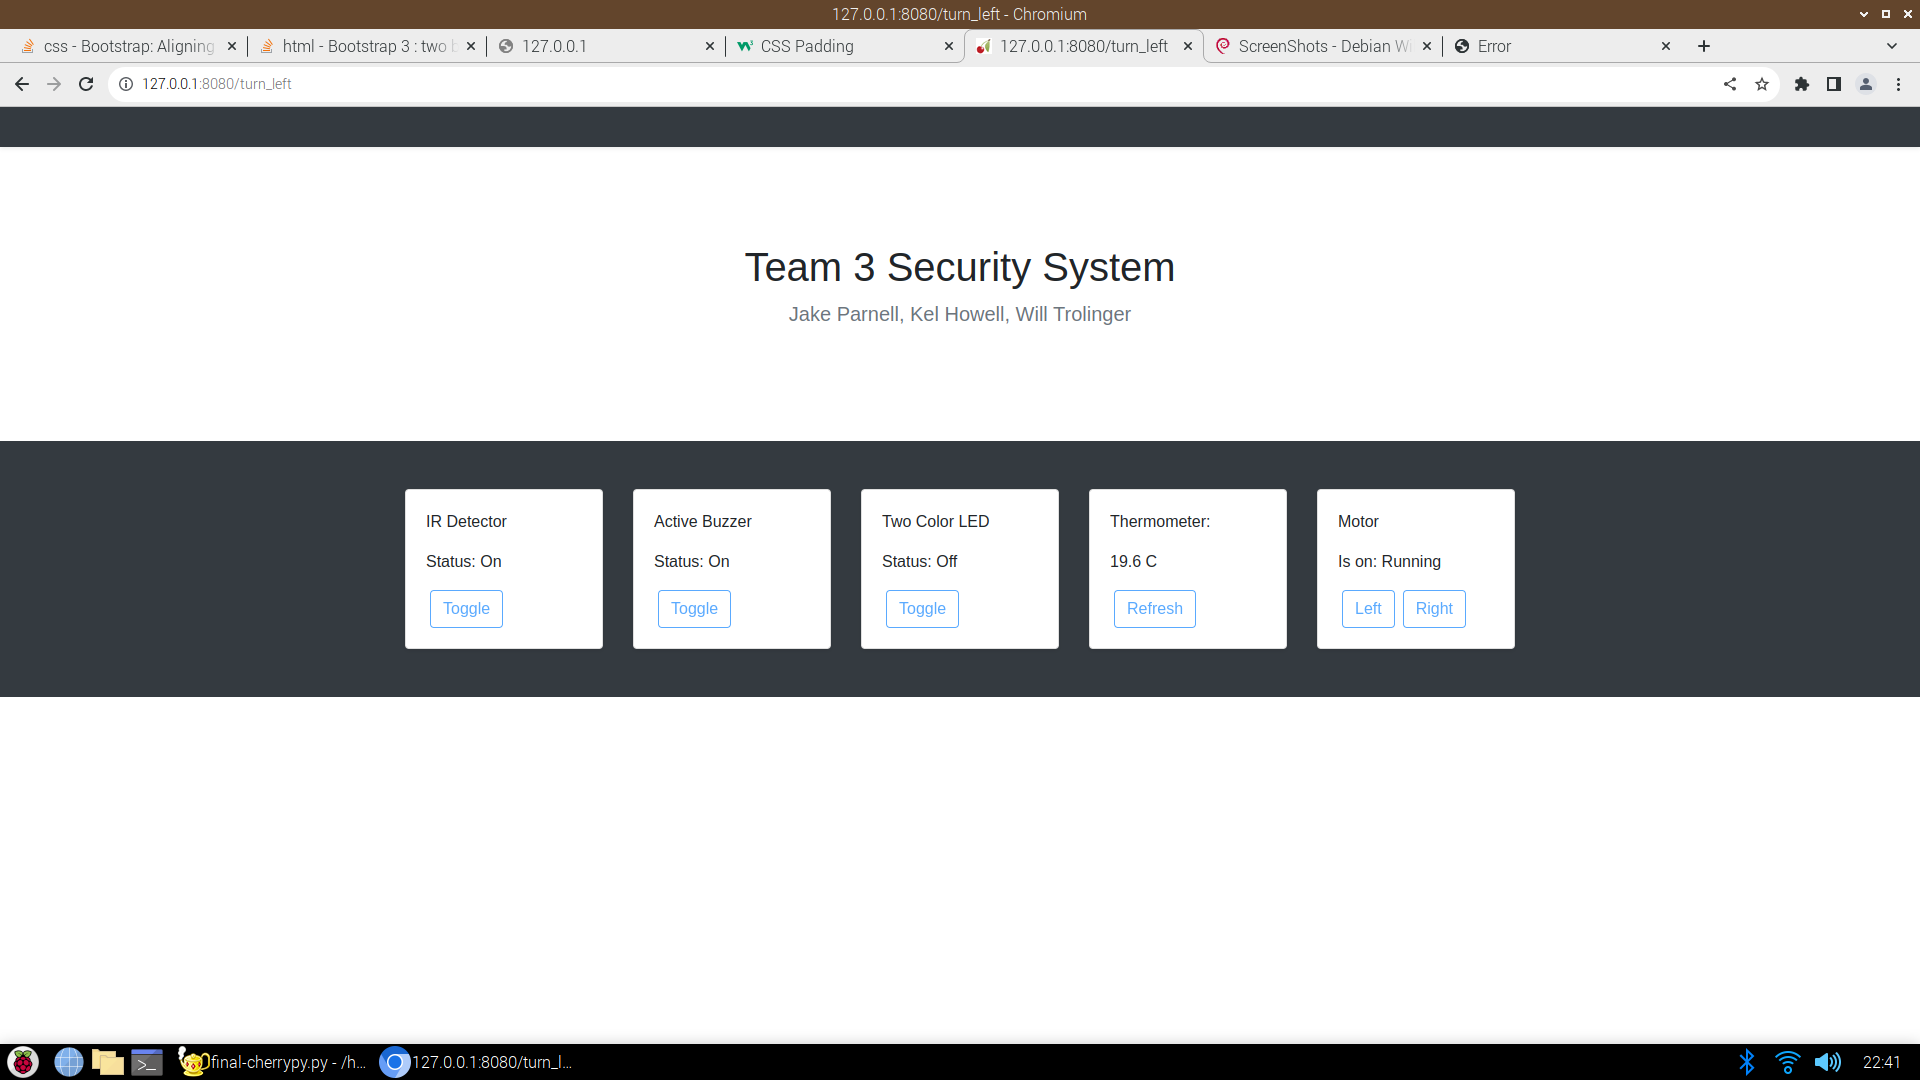 127.0.0.1:8080/turn_left - Chromium
css - Bootstrap: Aligning
html - Bootstrap 3 : two b
127.0.0.1
CSS Padding
127.0.0.1:8080/turn_left
ScreenShots - Debian Wi
Error
127.0.0.1:8080/turn_left
Team 3 Security System
Jake Parnell, Kel Howell, Will Trolinger
IR Detector
Status: On
Toggle
Active Buzzer
Status: On
Toggle
Two Color LED
Status: Off
Toggle
Thermometer:
19.6 C
Refresh
Motor
Is on: Running
Left Right
final-cherrypy.py - /h...
127.0.0.1:8080/turn_l...
22:41